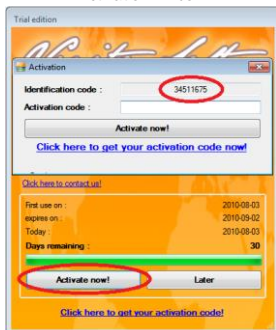 Trial edition
Activation
Identification code :
34511675
Activation code :
Activate now!
Click here to get your activation code now!
Click here to contact us!
First use on :
2010-08-03
expires on :
2010-09-02
Today :
2010-08-03
Days remaining :
30
Activate now!
Later
Click here to get your activation code!